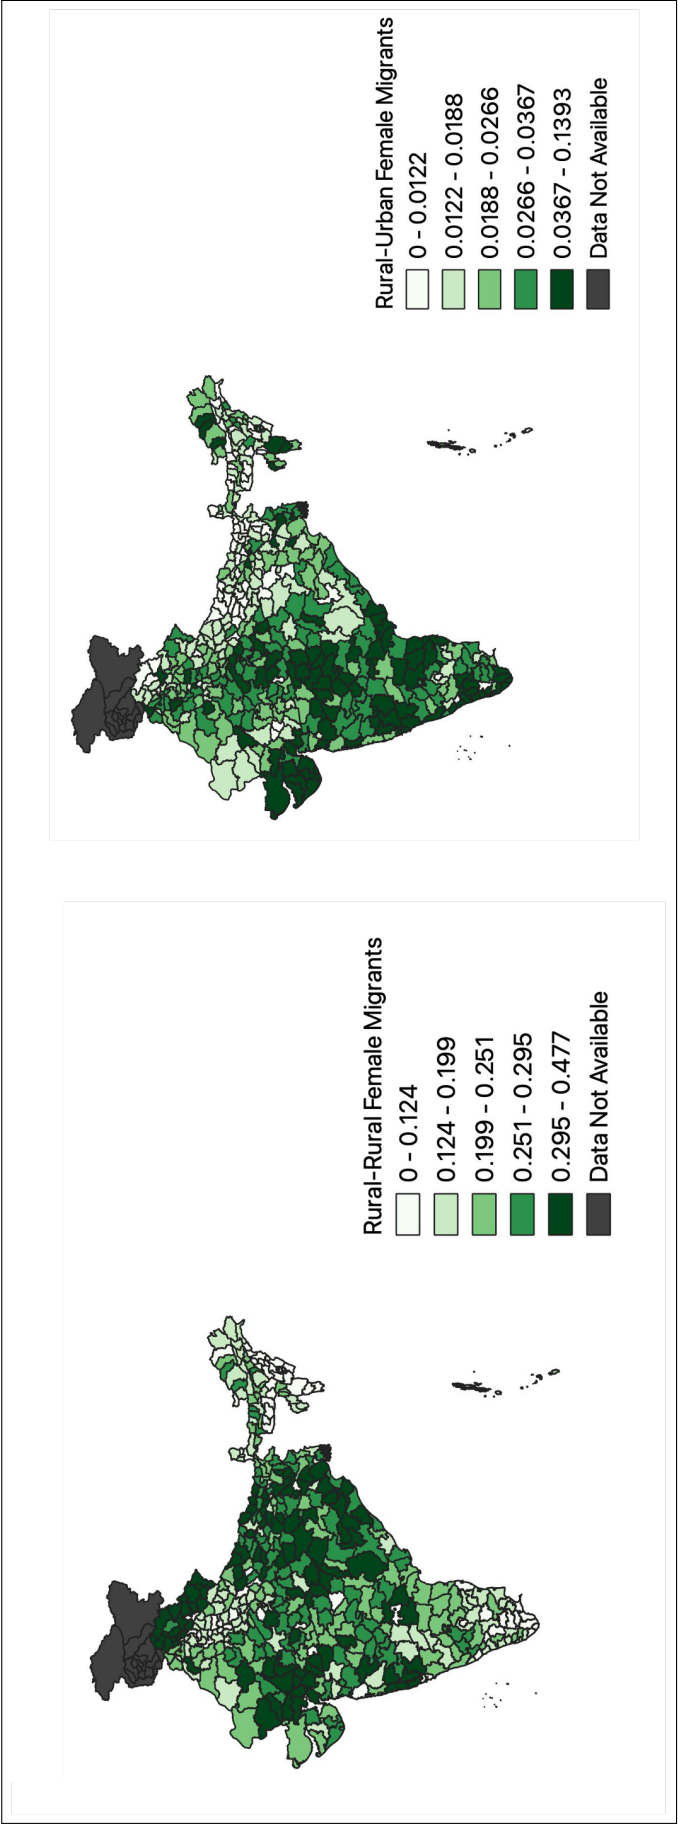 Rural-Urban Female Migrants
0 - 0.0122
0.0122 - 0.0188
0.0188 - 0.0266
0.0266 - 0.0367
0.0367 - 0.1393
Data Not Available
Rural-Rural Female Migrants
0 - 0.124
0.124 - 0.199
0.199 - 0.251
0.251 - 0.295
0.295 - 0.477
Data Not Available